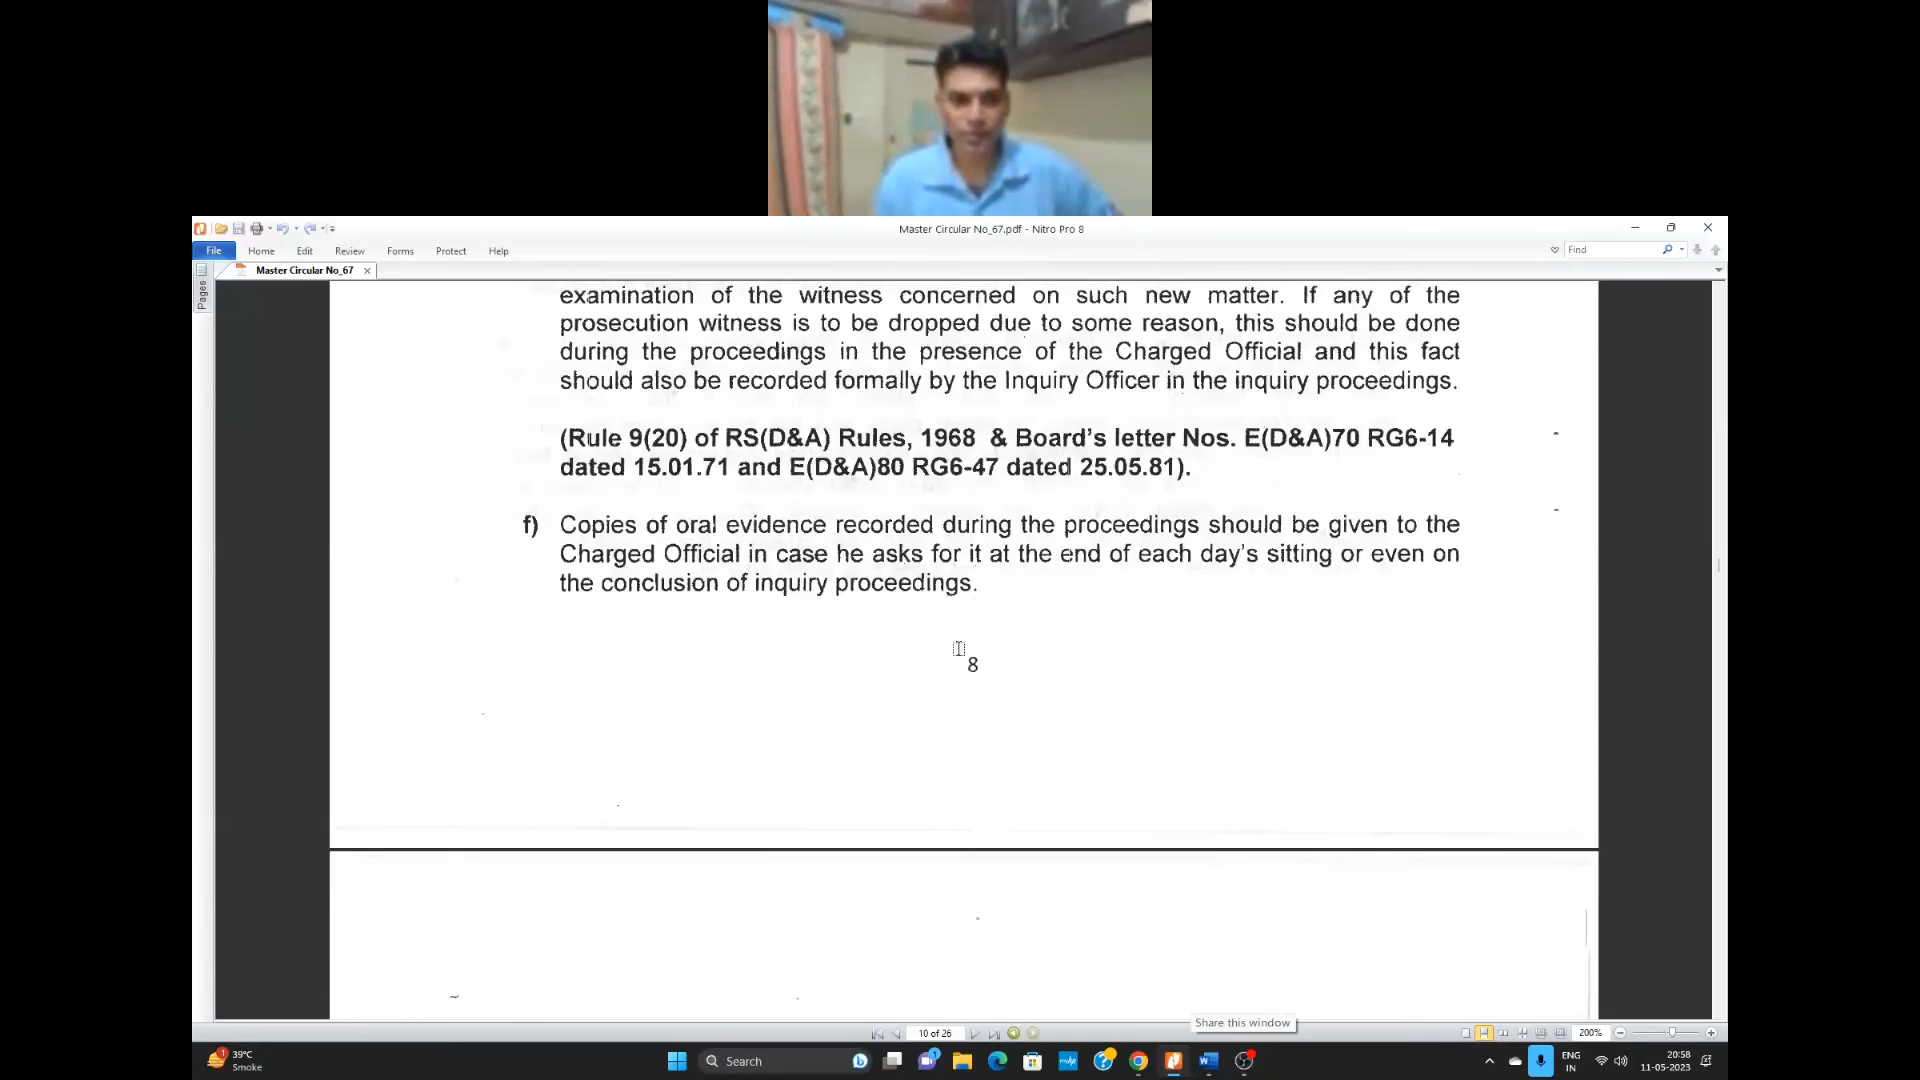 Master Circular No_67.pdf - Nitro Pro 8
File Home Edit Review Forms Protect Help
Find
Master Circular No_67
Pages
examination of the witness concerned on such new matter. If any of the
prosecution witness is to be dropped due to some reason, this should be done
during the proceedings in the presence of the Charged Official and this fact
should also be recorded formally by the Inquiry Officer in the inquiry proceedings.
(Rule 9(20) of RS(D&A) Rules, 1968 & Board's letter Nos. E(D&A)70 RG6-14
dated 15.01.71 and E(D&A)80 RG6-47 dated 25.05.81).
f) Copies of oral evidence recorded during the proceedings should be given to the
Charged Official in case he asks for it at the end of each day's sitting or even on
the conclusion of inquiry proceedings.
8
Share this window
10 of 26
200%
39°C
Smoke
Search
ENG
IN
20:58
11-05-2023